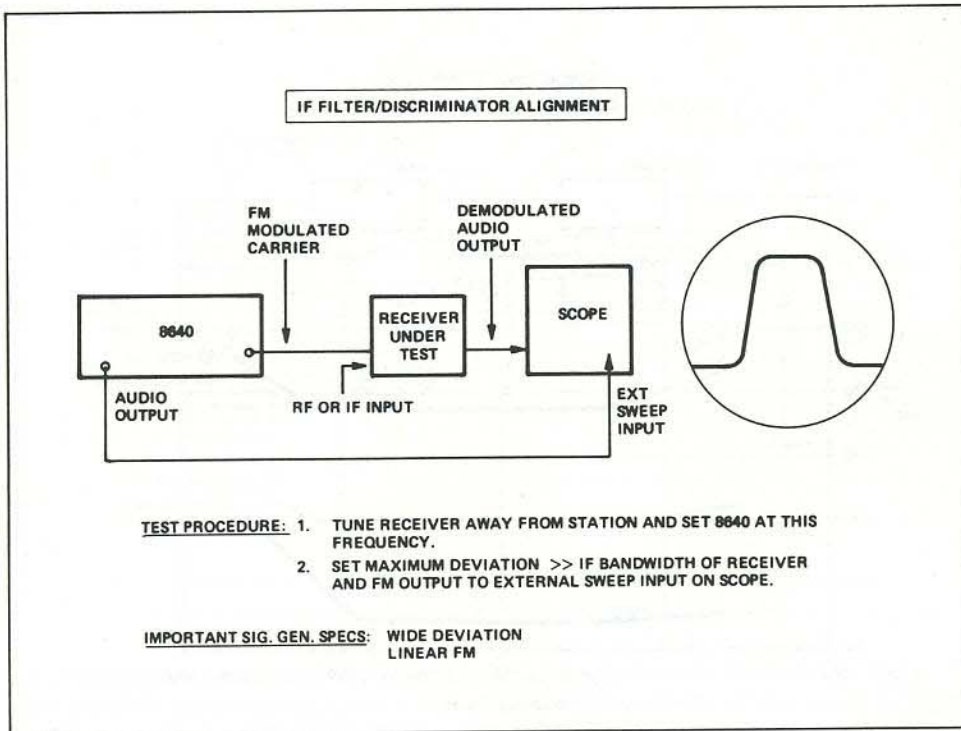 IF FILTER/DISCRIMINATOR ALIGNMENT
FM
MODULATED
CARRIER
DEMODULATED
AUDIO
OUTPUT
8640
RECEIVER
UNDER
TEST
SCOPE
AUDIO
OUTPUT
RF OR IF INPUT
EXT
SWEEP
INPUT
TEST PROCEDURE: 1. TUNE RECEIVER AWAY FROM STATION AND SET 8640 AT THIS
FREQUENCY.
2. SET MAXIMUM DEVIATION >> IF BANDWIDTH OF RECEIVER
AND FM OUTPUT TO EXTERNAL SWEEP INPUT ON SCOPE.
IMPORTANT SIG. GEN. SPECS: WIDE DEVIATION
LINEAR FM